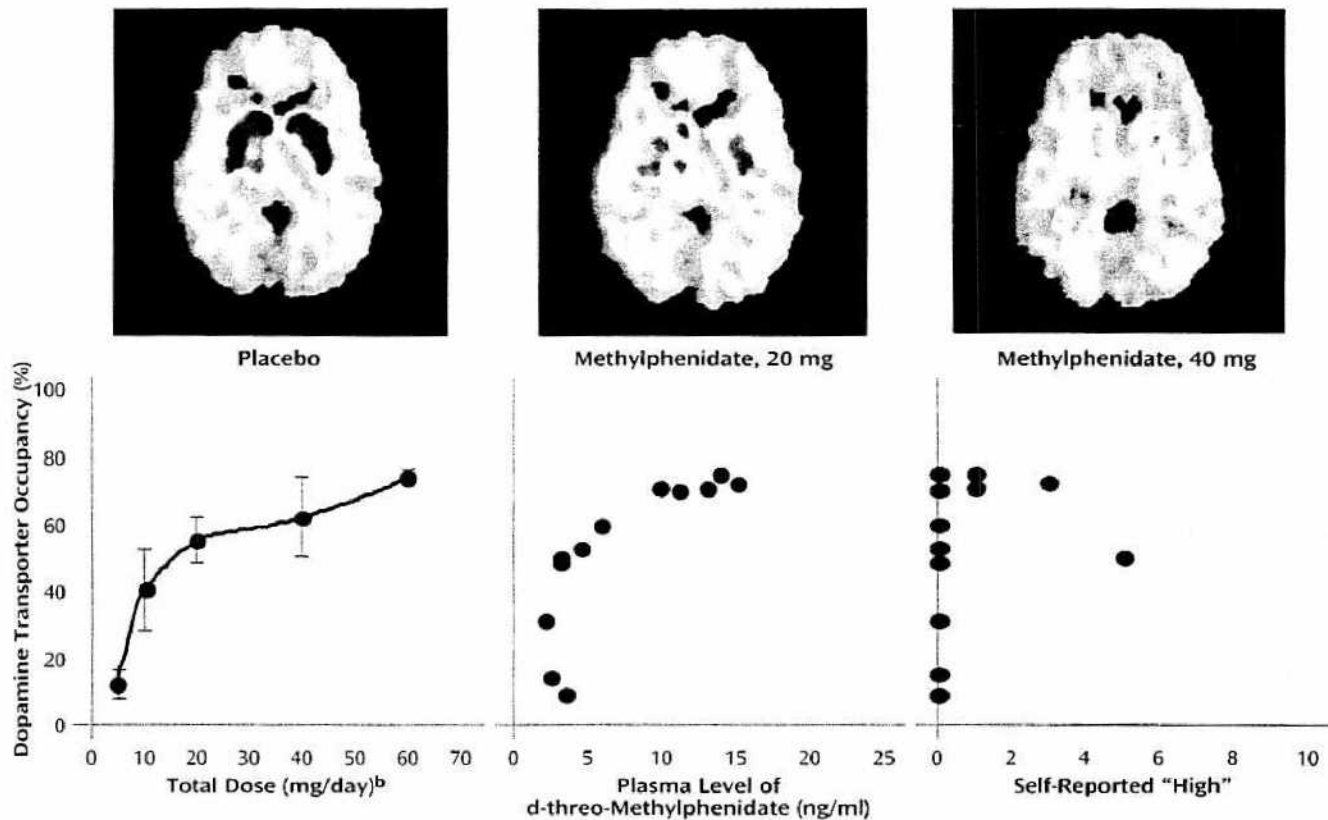 Placebo
Methylphenidate, 20 mg
Methylphenidate, 40 mg
Dopamine Transporter Occupancy (%)
100
80
60
40
20
0
0 10 20 30 40 50 60 70
Total Dose (mg/day)ᵇ
0 5 10 15 20 25
Plasma Level of
d-threo-Methylphenidate (ng/ml)
0 2 4 6 8 10
Self-Reported "High"